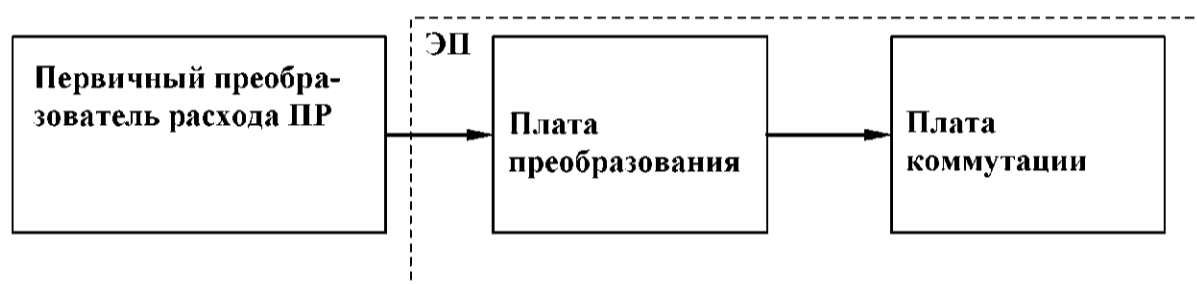 Первичный преобра-
зователь расхода ПР
ЭП
Плата
преобразования
Плата
коммутации